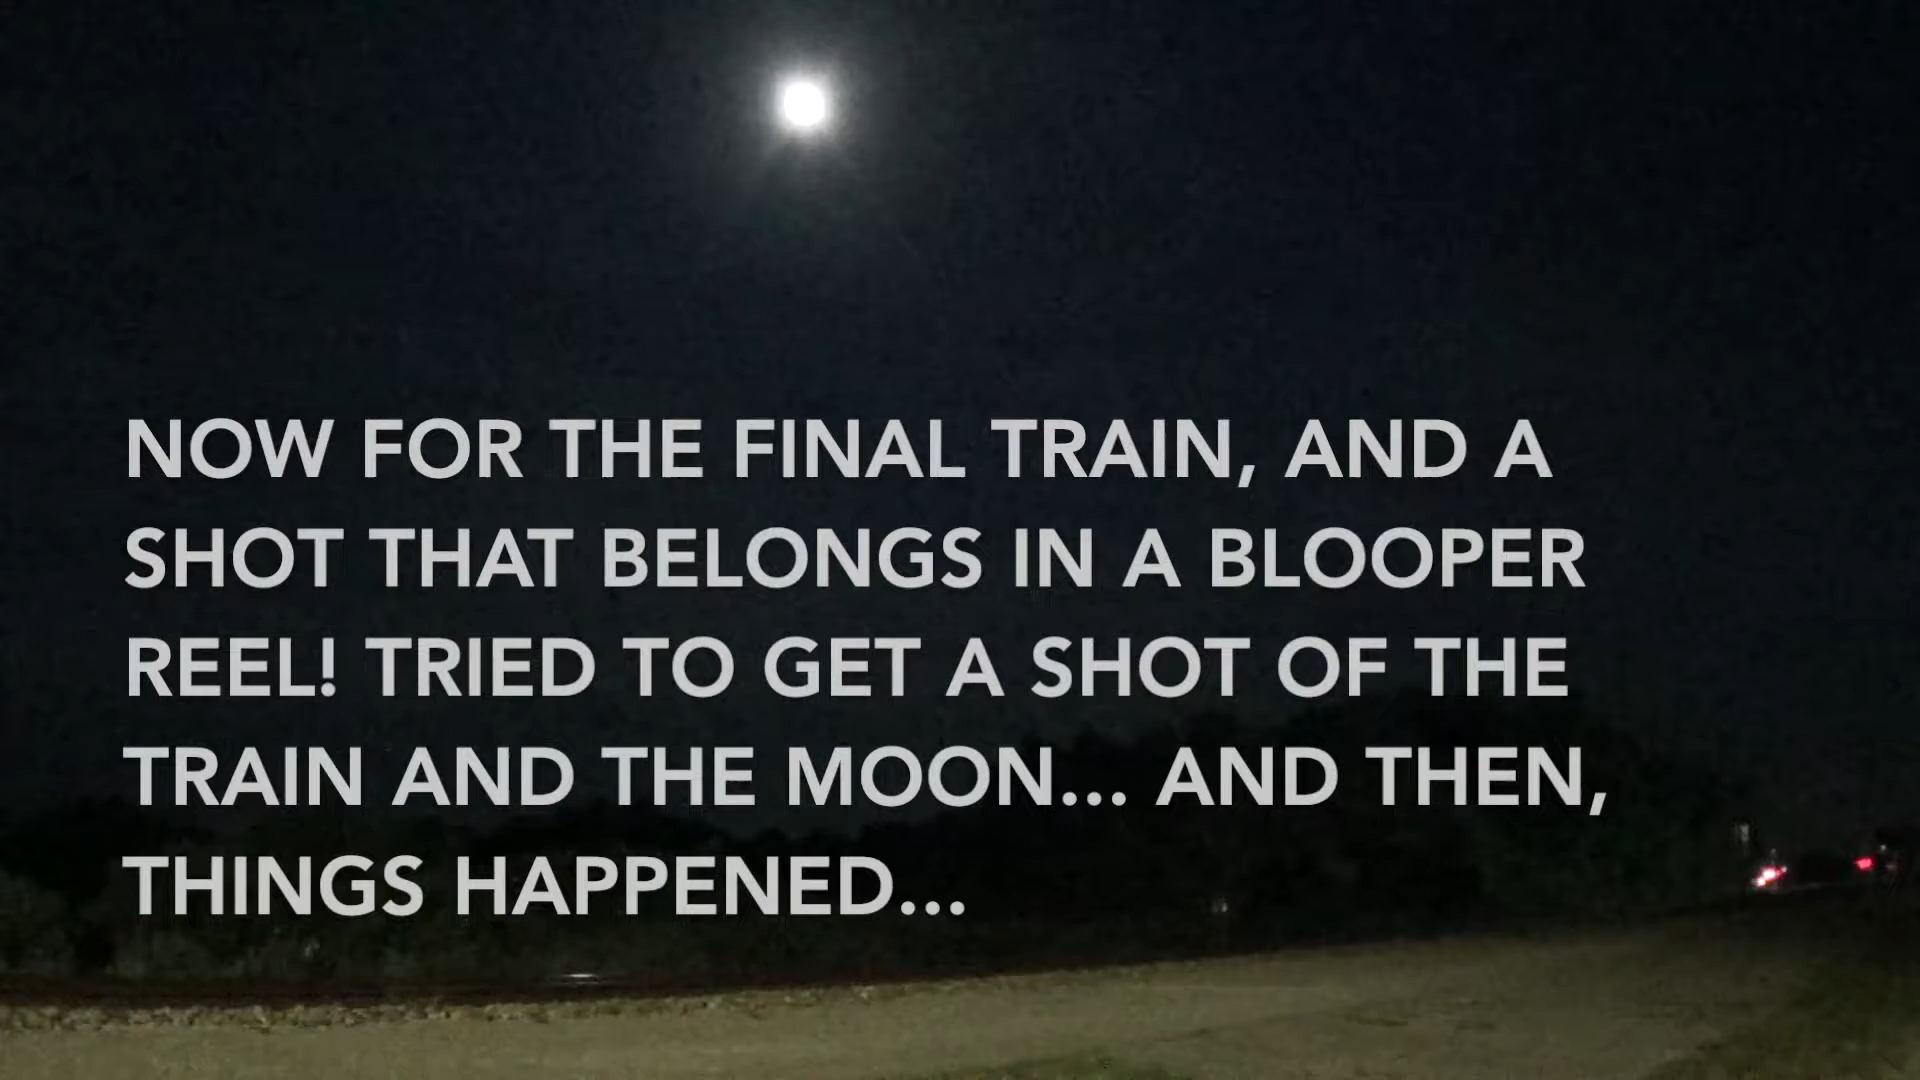 NOW FOR THE FINAL TRAIN, AND A
SHOT THAT BELONGS IN A BLOOPER
REEL! TRIED TO GET A SHOT OF THE
TRAIN AND THE MOON... AND THEN,
THINGS HAPPENED...